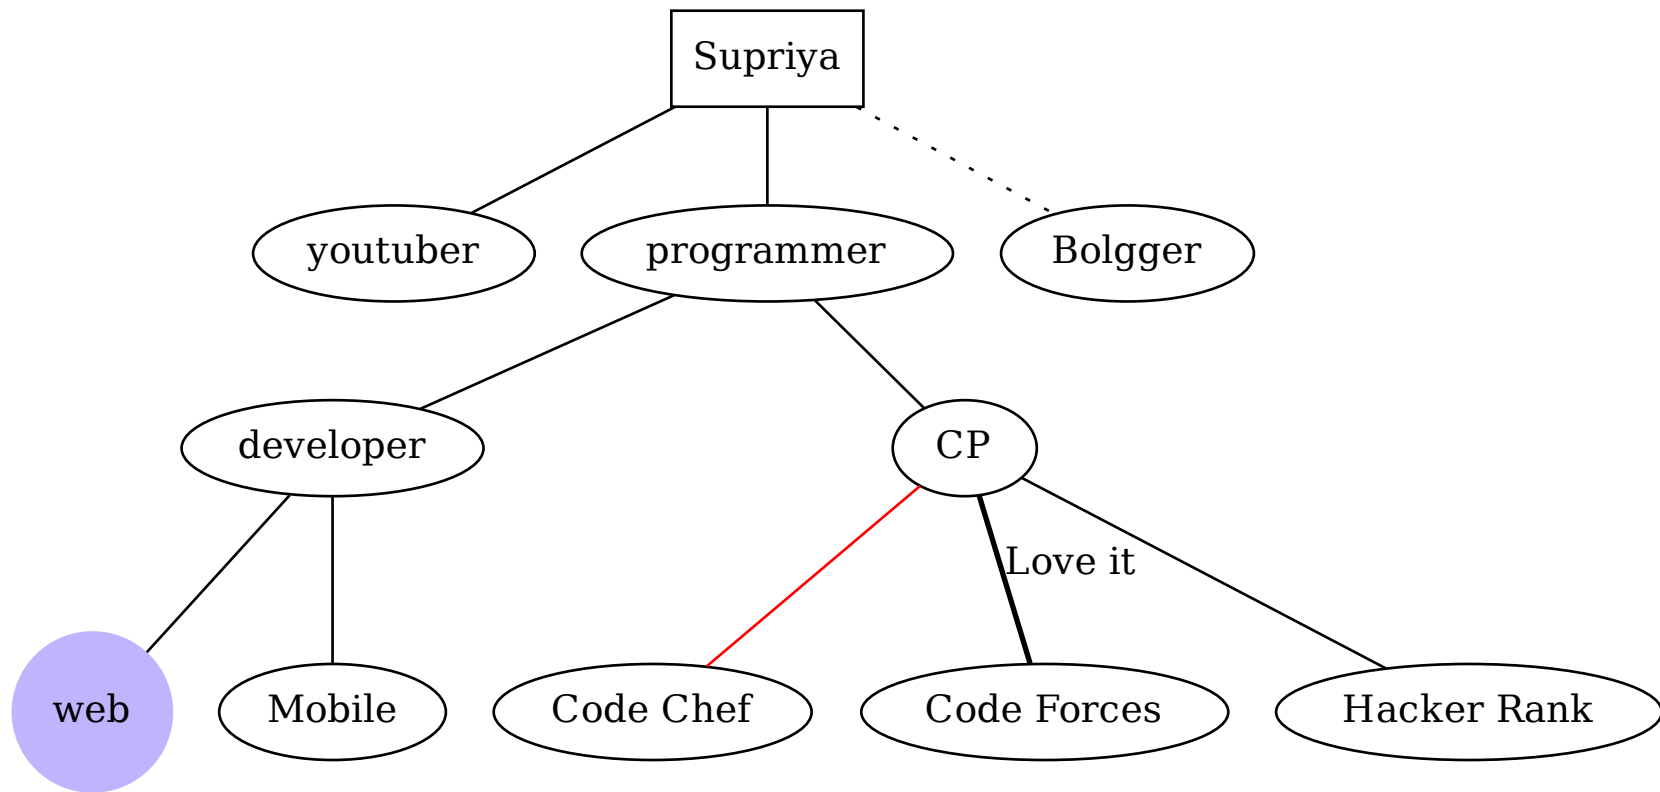 Supriya
youtuber
programmer
Bolgger
developer
CP
Love it
web
Mobile
Code Chef
Code Forces
Hacker Rank